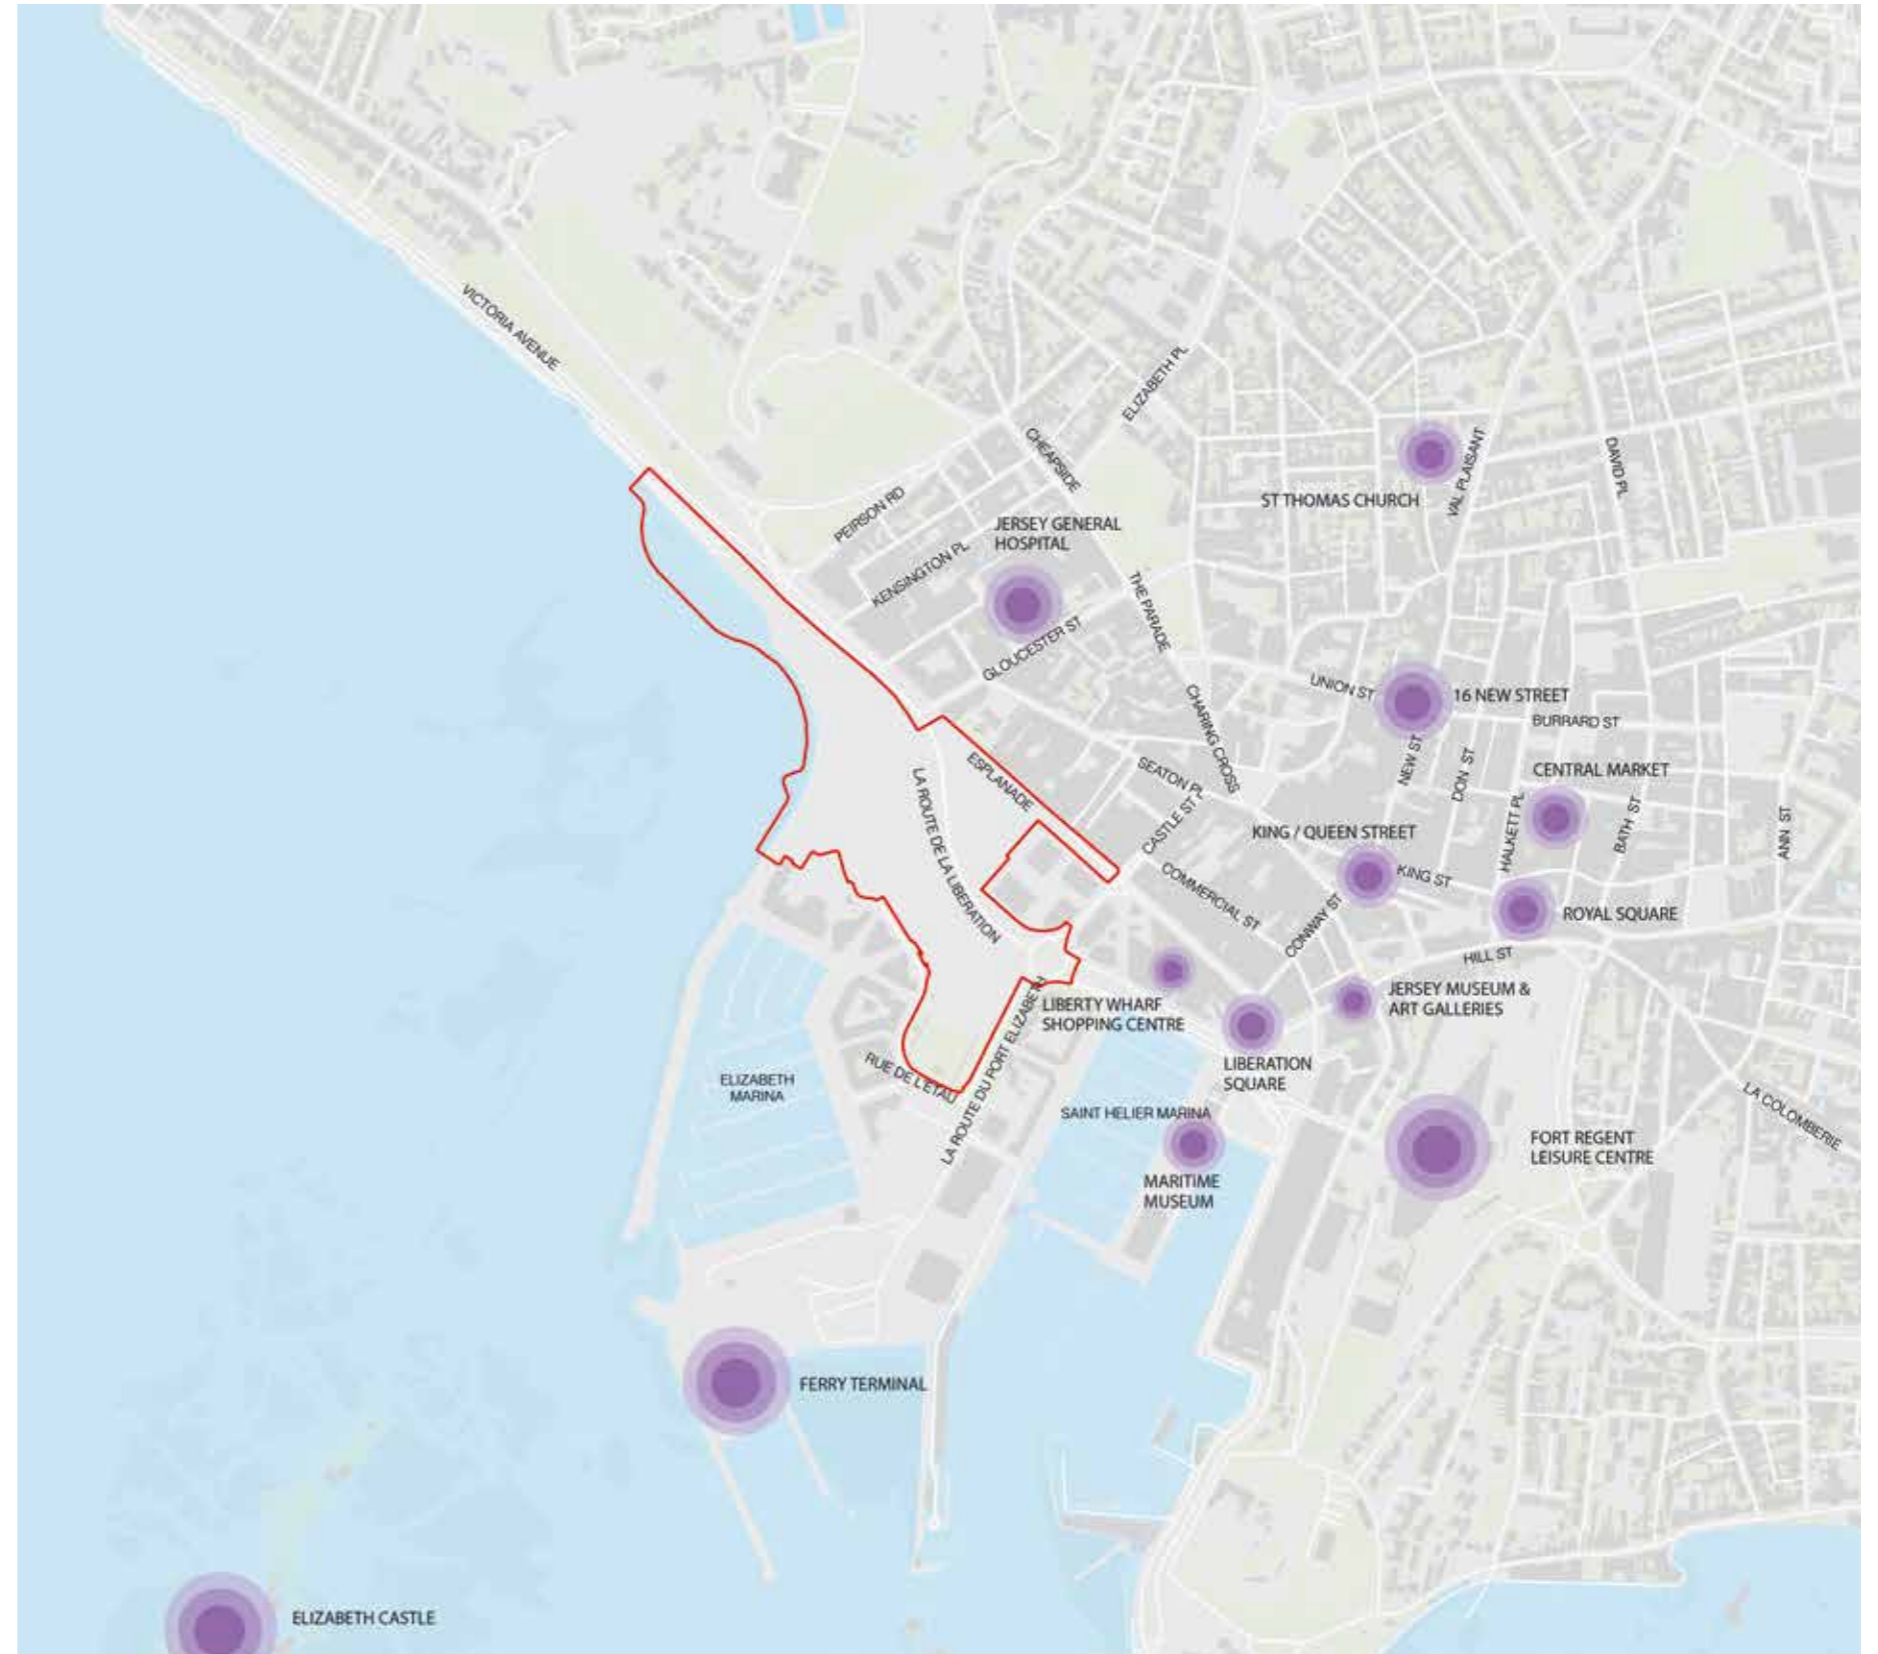 VICTORIA AVENUE
ELIZABETH PL
CHEAPSIDE
PEIRSON RD
KENSINGTON PL
JERSEY GENERAL
HOSPITAL
GLOUCESTER ST
THE PARADE
ST THOMAS CHURCH
VAL PLAISANT
DAVID PL
UNION ST
16 NEW STREET
BURRARD ST
CHARING CROSS
NEW ST
DON ST
CENTRAL MARKET
SEATON PL
ESPLANADE
CASTLE ST
LA ROUTE DE LA LIBERATION
KING / QUEEN STREET
HALKETT PL
BATH ST
ANN ST
KING ST
COMMERCIAL ST
CONWAY ST
ROYAL SQUARE
HILL ST
LIBERTY WHARF
SHOPPING CENTRE
JERSEY MUSEUM &
ART GALLERIES
LIBERATION
SQUARE
RUE DE L'ETAU
LA ROUTE DU PORT ELIZABETH
ELIZABETH
MARINA
SAINT HELIER MARINA
MARITIME
MUSEUM
FORT REGENT
LEISURE CENTRE
LA COLOMBERIE
FERRY TERMINAL
ELIZABETH CASTLE